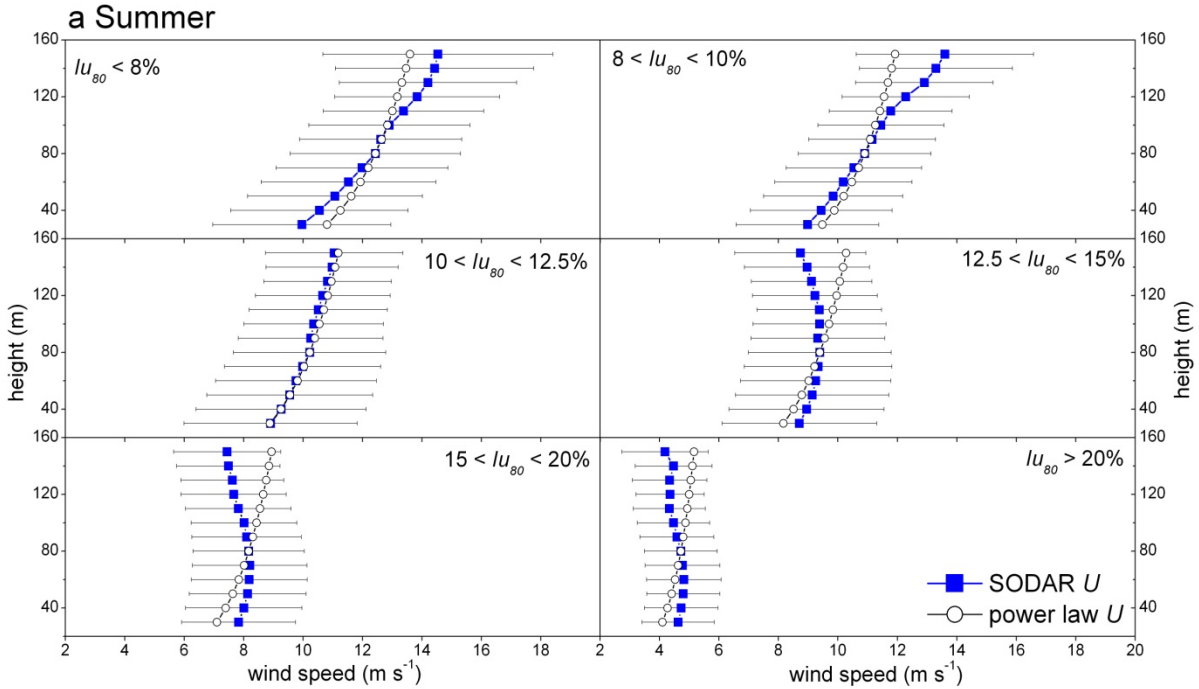 a Summer
160
120
80
40
160
120
80
40
160
120
80
40
height (m)
height (m)
Iu80 < 8%
8 < Iu80 < 10%
160
120
80
40
160
120
80
40
160
120
80
40
height (m)
height (m)
10 < Iu80 < 12.5%
12.5 < Iu80 < 15%
15 < Iu80 < 20%
Iu80 > 20%
SODAR U
power law U
2 4 6 8 10 12 14 16 18 2 4 6 8 10 12 14 16 18 20
wind speed (m s-1) wind speed (m s-1)